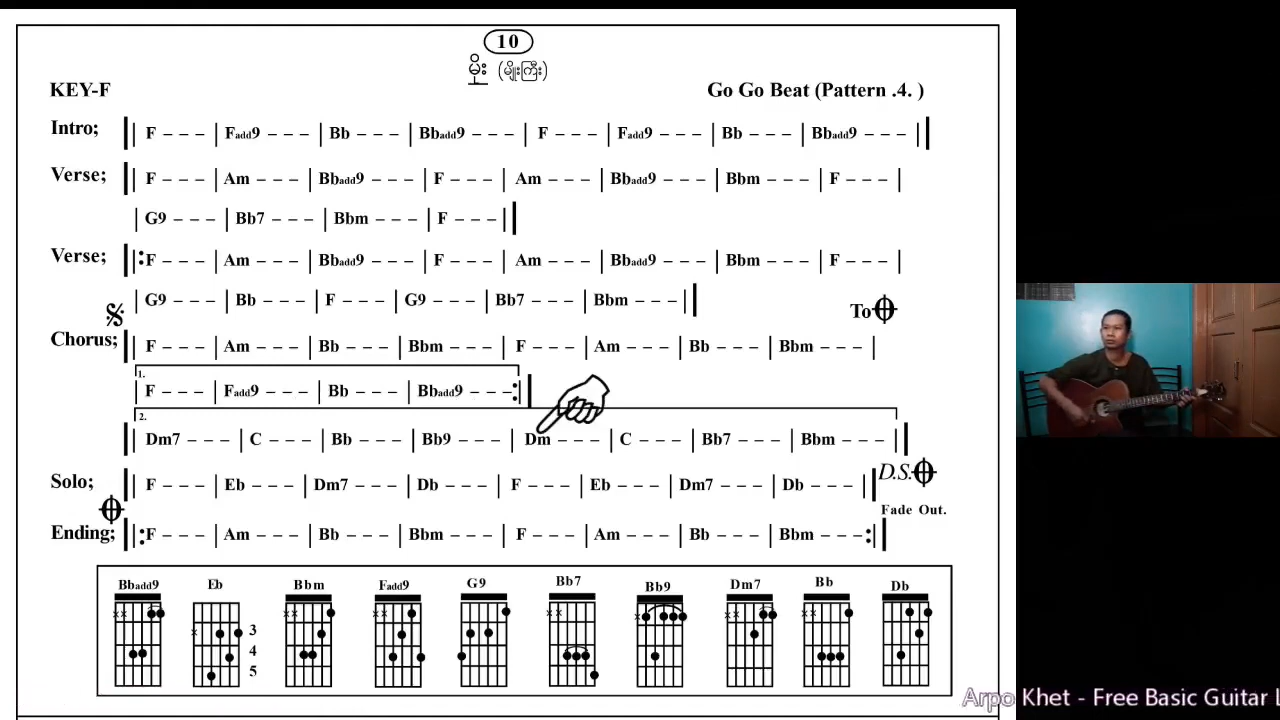 10
မိုး (မျိုးကြီး)
KEY-F Go Go Beat (Pattern .4. )
Intro; || F – – – | Fadd9 – – – | Bb – – – | Bbadd9 – – – | F – – – | Fadd9 – – – | Bb – – – | Bbadd9 – – – ||
Verse; || F – – – | Am – – – | Bbadd9 – – – | F – – – | Am – – – | Bbadd9 – – – | Bbm – – – | F – – – |
| G9 – – – | Bb7 – – – | Bbm – – – | F – – – ||
Verse; ||: F – – – | Am – – – | Bbadd9 – – – | F – – – | Am – – – | Bbadd9 – – – | Bbm – – – | F – – – |
| G9 – – – | Bb – – – | F – – – | G9 – – – | Bb7 – – – | Bbm – – – ||
To
Chorus; || F – – – | Am – – – | Bb – – – | Bbm – – – | F – – – | Am – – – | Bb – – – | Bbm – – – |
1.
| F – – – | Fadd9 – – – | Bb – – – | Bbadd9 – – – :||
2.
|| Dm7 – – – | C – – – | Bb – – – | Bb9 – – – | Dm – – – | C – – – | Bb7 – – – | Bbm – – – ||
Solo; || F – – – | Eb – – – | Dm7 – – – | Db – – – | F – – – | Eb – – – | Dm7 – – – | Db – – – || D.S.
Fade Out.
Ending; ||: F – – – | Am – – – | Bb – – – | Bbm – – – | F – – – | Am – – – | Bb – – – | Bbm – – – :||
Bbadd9 Eb Bbm Fadd9 G9 Bb7 Bb9 Dm7 Bb Db
3
4
5
Arpo Khet - Free Basic Guitar